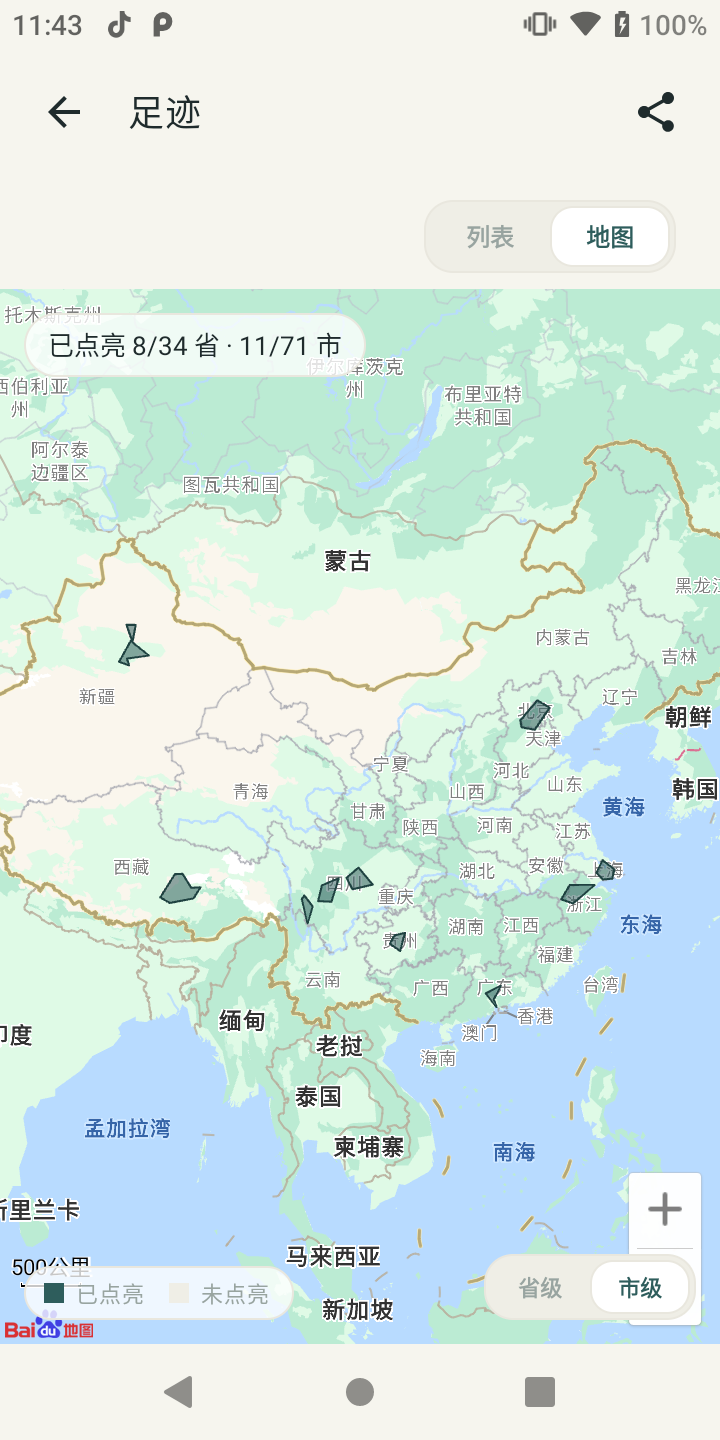 11:43
100%
足迹
列表
地图
托木斯克州
已点亮 8/34 省 · 11/71 市
伊尔库茨克
州
西伯利亚
州
布里亚特
共和国
阿尔泰
边疆区
图瓦共和国
蒙古
黑龙江
内蒙古
吉林
新疆
辽宁
北京
朝鲜
天津
宁夏
河北
山东
韩国
青海
山西
黄海
甘肃
陕西
河南
江苏
西藏
湖北
安徽
上海
四川
重庆
浙江
湖南
江西
东海
贵州
福建
云南
广西
广东
台湾
缅甸
香港
澳门
印度
老挝
海南
泰国
孟加拉湾
柬埔寨
南海
斯里兰卡
马来西亚
500公里
已点亮
未点亮
省级
市级
新加坡
Bai du 地图